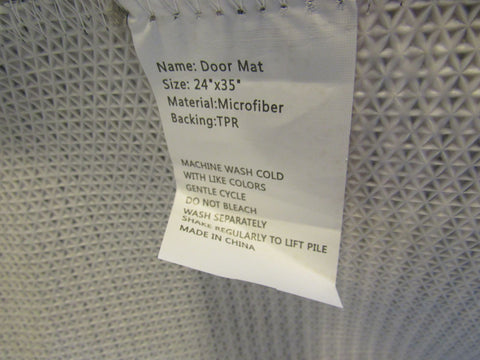 Name: Door Mat
Size: 24"x35"
Material:Microfiber
Backing:TPR
MACHINE WASH COLD
WITH LIKE COLORS
GENTLE CYCLE
DO NOT BLEACH
WASH SEPARATELY
SHAKE REGULARLY TO LIFT PILE
MADE IN CHINA